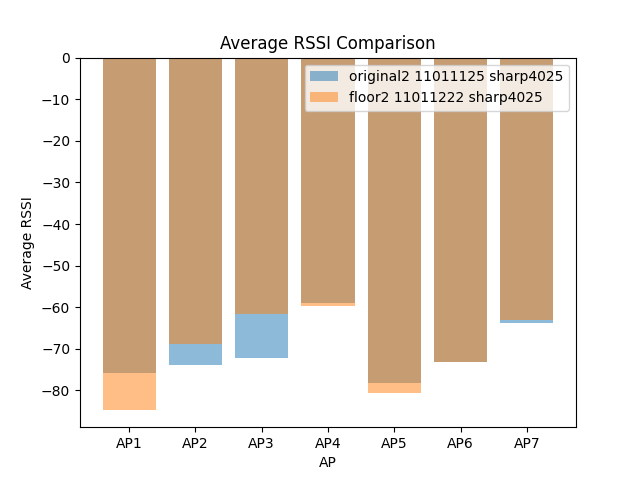 Average RSSI Comparison
original2 11011125 sharp4025
floor2 11011222 sharp4025
0
−10
−20
−30
−40
−50
−60
−70
−80
Average RSSI
AP1 AP2 AP3 AP4 AP5 AP6 AP7
AP